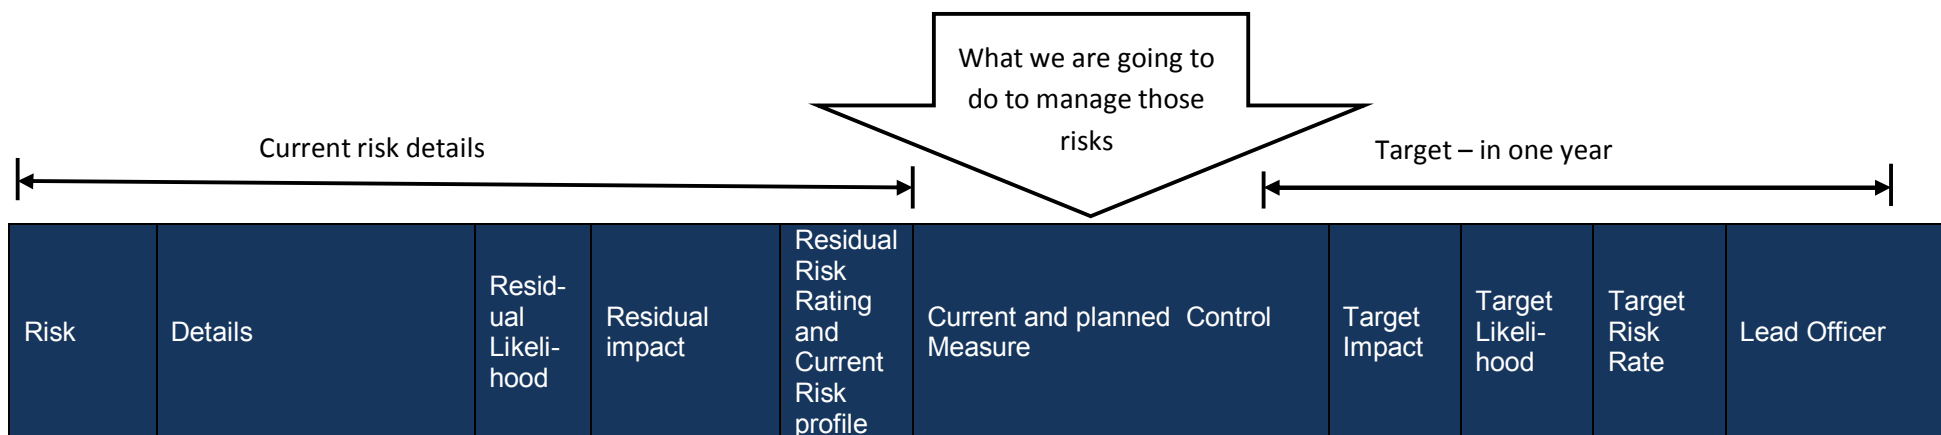 What we are going to
do to manage those
risks
Current risk details
Target – in one year
Risk
Details
Resid-
ual
Likeli-
hood
Residual
impact
Residual
Risk
Rating
and
Current
Risk
profile
Current and planned  Control
Measure
Target
Impact
Target
Likeli-
hood
Target
Risk
Rate
Lead Officer